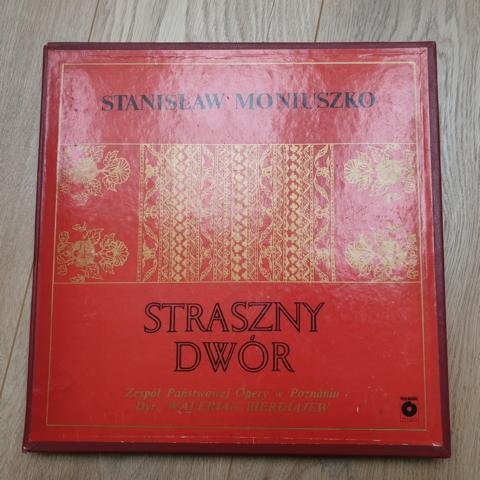 STANISŁAW MONIUSZKO
STRASZNY
DWÓR
Zespół Państwowej Opery w Poznaniu
Dyr. WALERIAN BIERDIAJEW